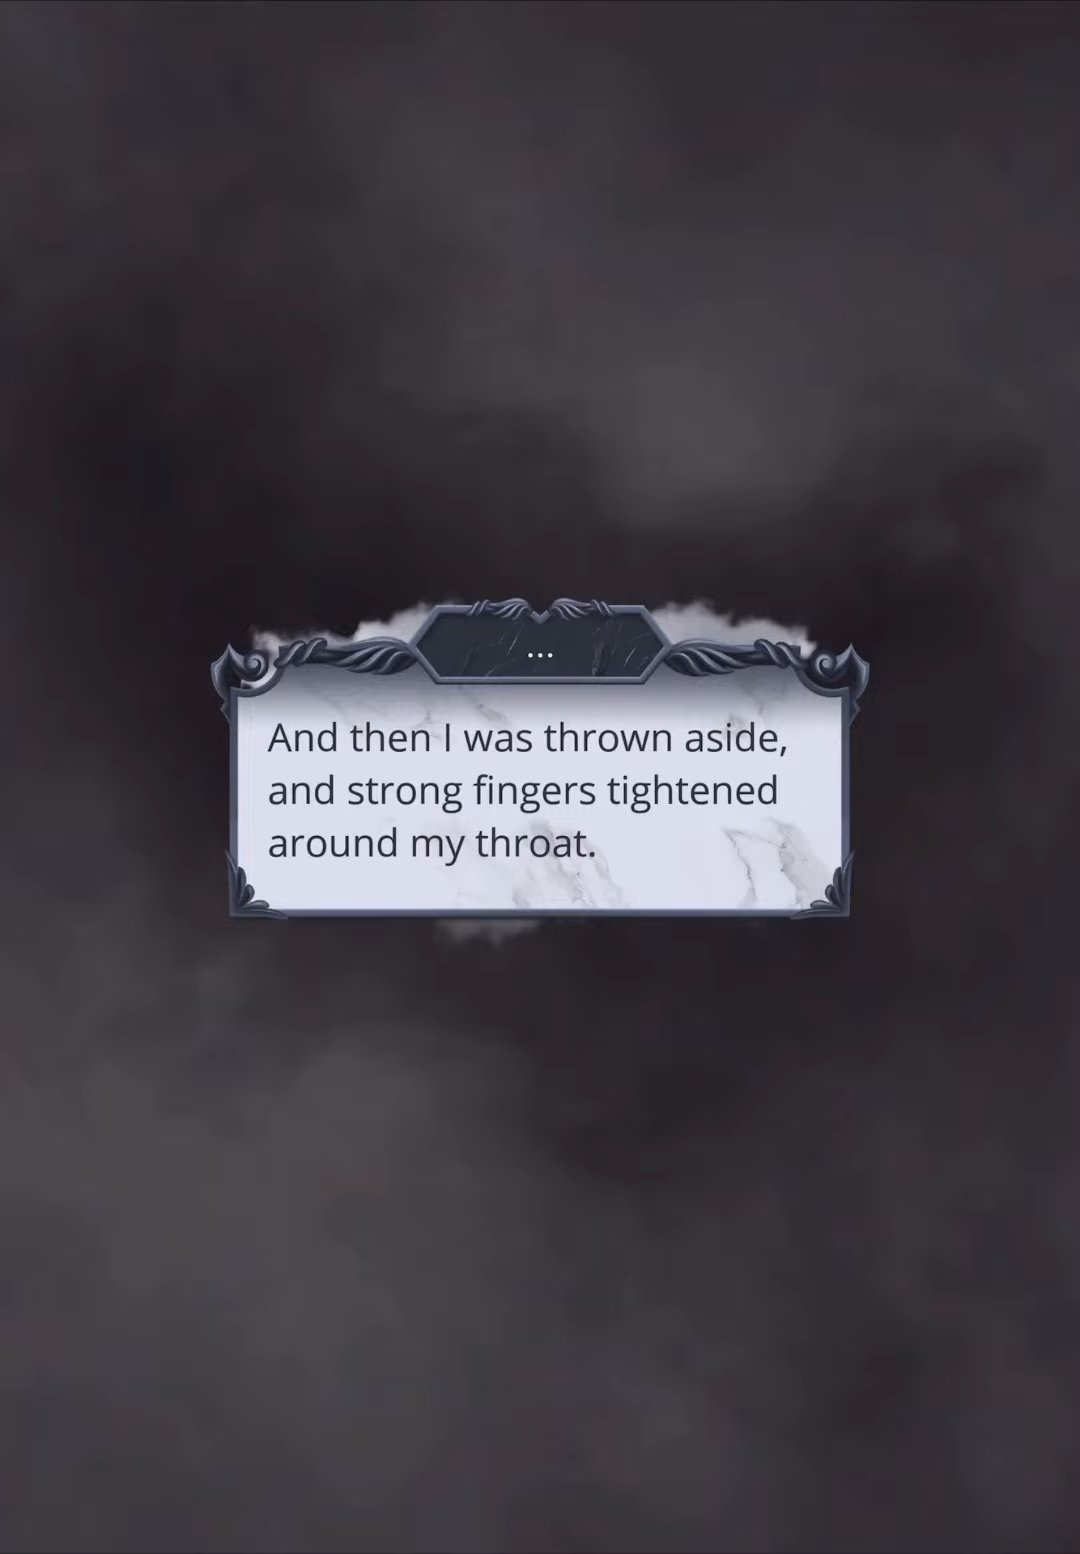 ...
And then I was thrown aside,
and strong fingers tightened
around my throat.